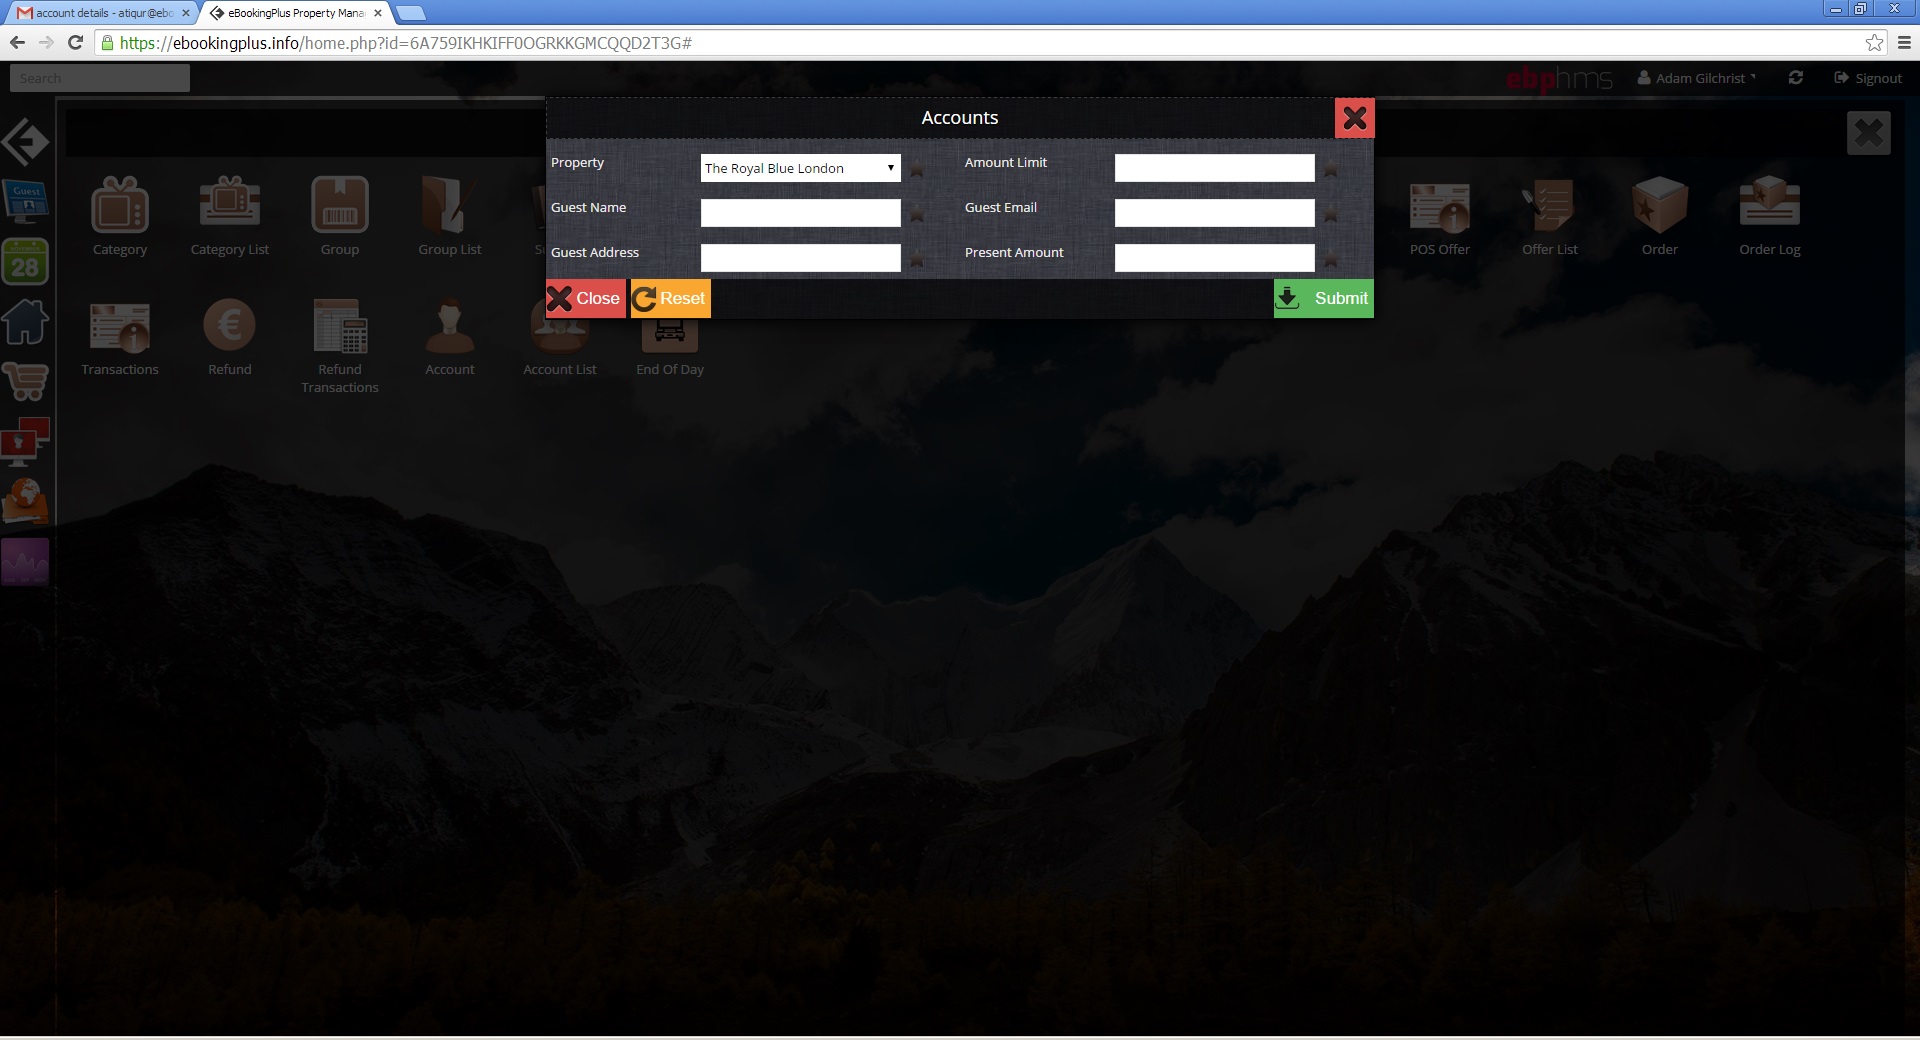 account details - atiqur@ebo
eBookingPlus Property Mana
https://ebookingplus.info/home.php?id=6A759IKHKIFF0OGRKKGMCQQD2T3G#
Search
ebphms
Adam Gilchrist
Signout
Accounts
Property
The Royal Blue London
Amount Limit
Guest Name
Guest Email
Guest Address
Present Amount
Close
Reset
Submit
Guest
NOVEMBER
28
Category
Category List
Group
Group List
POS Offer
Offer List
Order
Order Log
Transactions
Refund
Refund
Transactions
Account
Account List
End Of Day